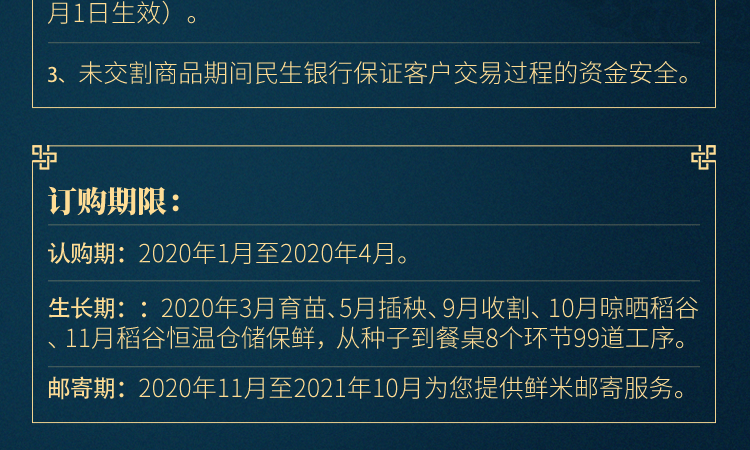 月1日生效）。
3、未交割商品期间民生银行保证客户交易过程的资金安全。
订购期限：
认购期：2020年1月至2020年4月。
生长期：：2020年3月育苗、5月插秧、9月收割、10月晾晒稻谷
、11月稻谷恒温仓储保鲜，从种子到餐桌8个环节99道工序。
邮寄期：2020年11月至2021年10月为您提供鲜米邮寄服务。